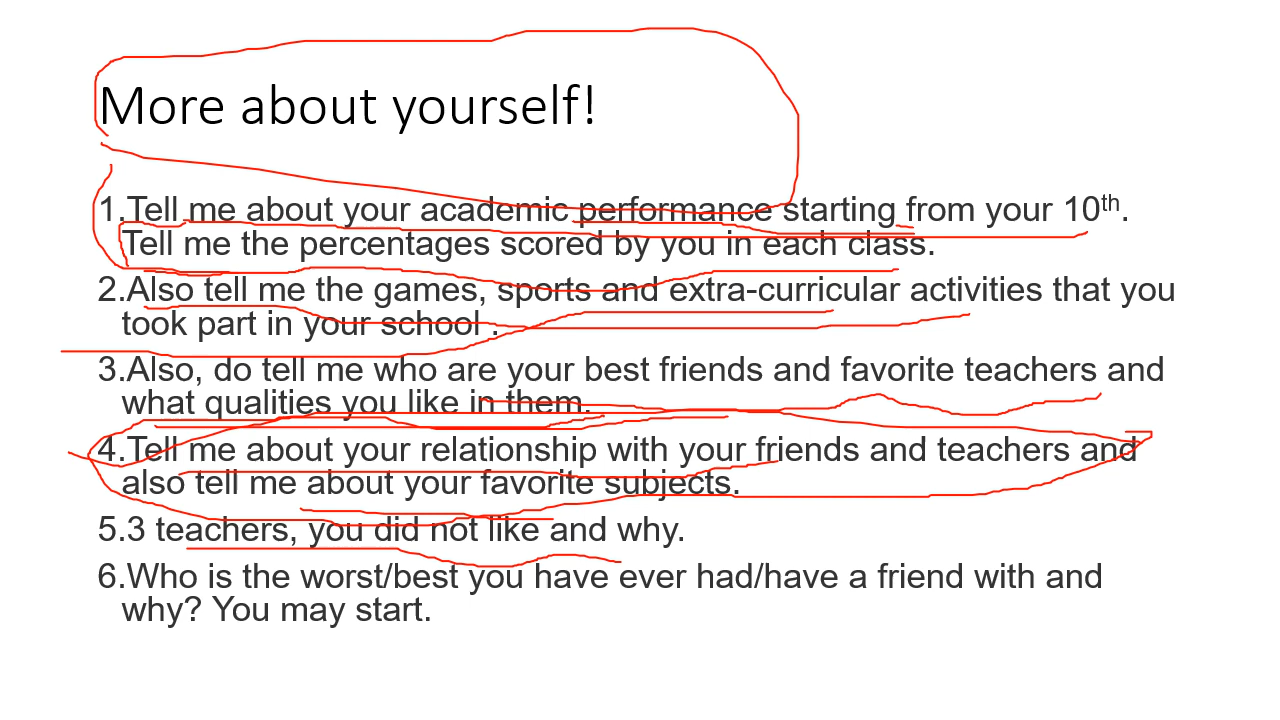 More about yourself!
1.Tell me about your academic performance starting from your 10th.
Tell me the percentages scored by you in each class.
2.Also tell me the games, sports and extra-curricular activities that you
took part in your school .
3.Also, do tell me who are your best friends and favorite teachers and
what qualities you like in them.
4.Tell me about your relationship with your friends and teachers and
also tell me about your favorite subjects.
5.3 teachers, you did not like and why.
6.Who is the worst/best you have ever had/have a friend with and
why? You may start.